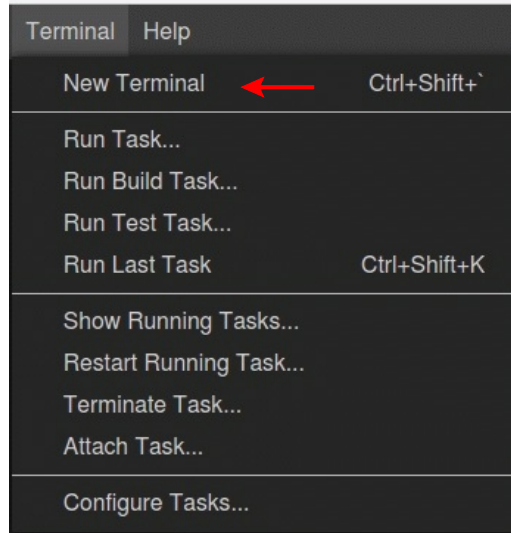 Terminal Help
New Terminal Ctrl+Shift+`
Run Task...
Run Build Task...
Run Test Task...
Run Last Task Ctrl+Shift+K
Show Running Tasks...
Restart Running Task...
Terminate Task...
Attach Task...
Configure Tasks...